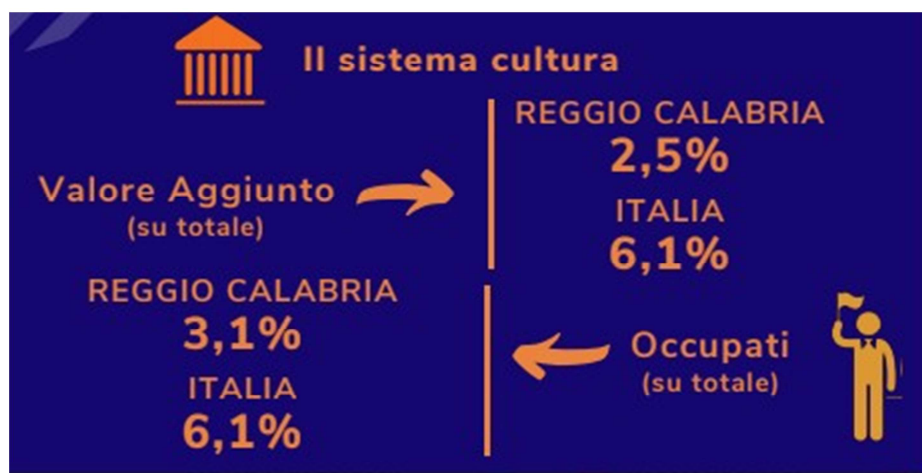 Il sistema cultura
Valore Aggiunto
(su totale)
REGGIO CALABRIA
2,5%
ITALIA
6,1%
REGGIO CALABRIA
3,1%
ITALIA
6,1%
Occupati
(su totale)